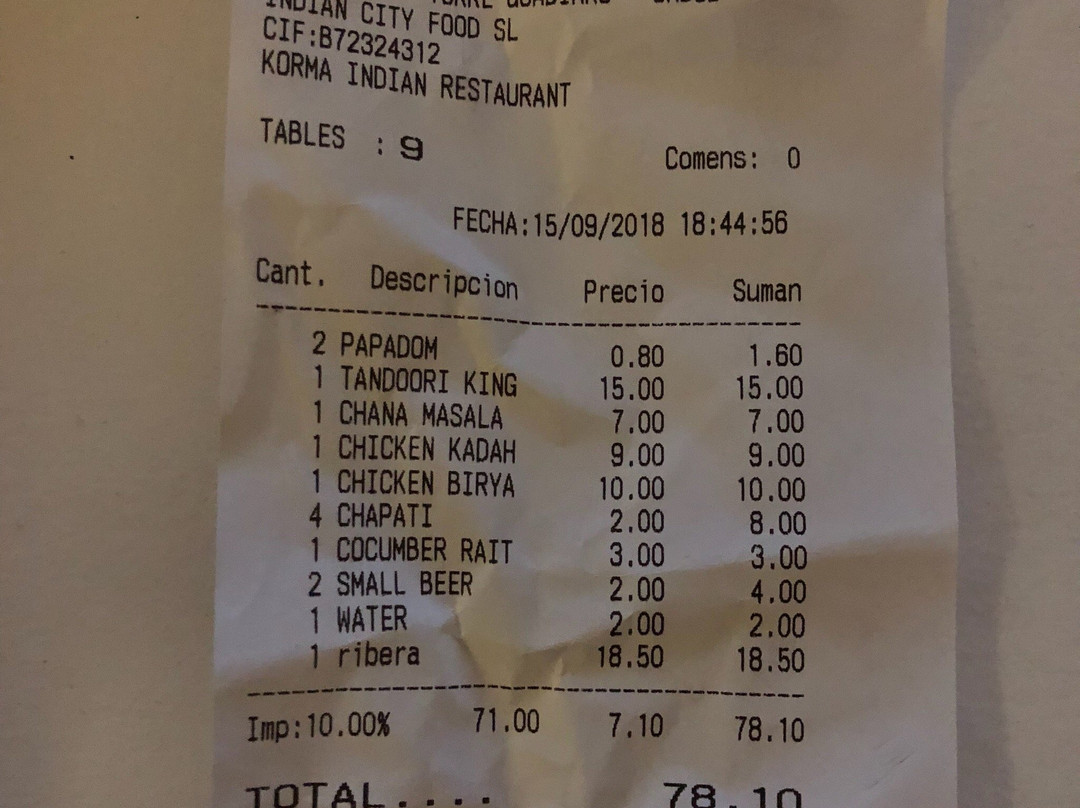 INDIAN CITY FOOD SL
CIF:B72324312
KORMA INDIAN RESTAURANT
TABLES : 9
Comens: 0
FECHA:15/09/2018 18:44:56
Cant. Descripcion Precio Suman
2 PAPADOM 0.80 1.60
1 TANDOORI KING 15.00 15.00
1 CHANA MASALA 7.00 7.00
1 CHICKEN KADAH 9.00 9.00
1 CHICKEN BIRYA 10.00 10.00
4 CHAPATI 2.00 8.00
1 COCUMBER RAIT 3.00 3.00
2 SMALL BEER 2.00 4.00
1 WATER 2.00 2.00
1 ribera 18.50 18.50
Imp:10.00% 71.00 7.10 78.10
TOTAL.... 78.10